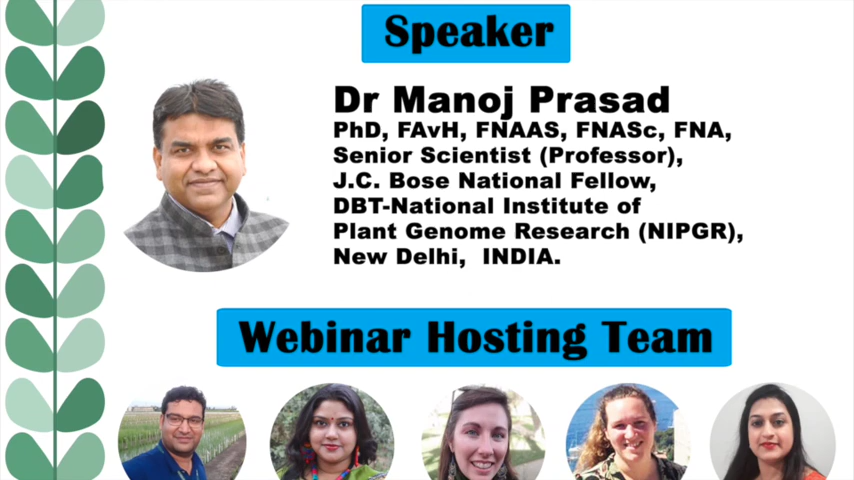 Speaker
Dr Manoj Prasad
PhD, FAvH, FNAAS, FNASc, FNA,
Senior Scientist (Professor),
J.C. Bose National Fellow,
DBT-National Institute of
Plant Genome Research (NIPGR),
New Delhi, INDIA.
Webinar Hosting Team